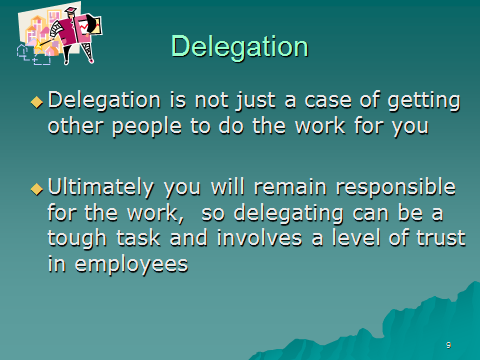 Delegation
Delegation is not just a case of getting
other people to do the work for you
Ultimately you will remain responsible
for the work,  so delegating can be a
tough task and involves a level of trust
in employees
9